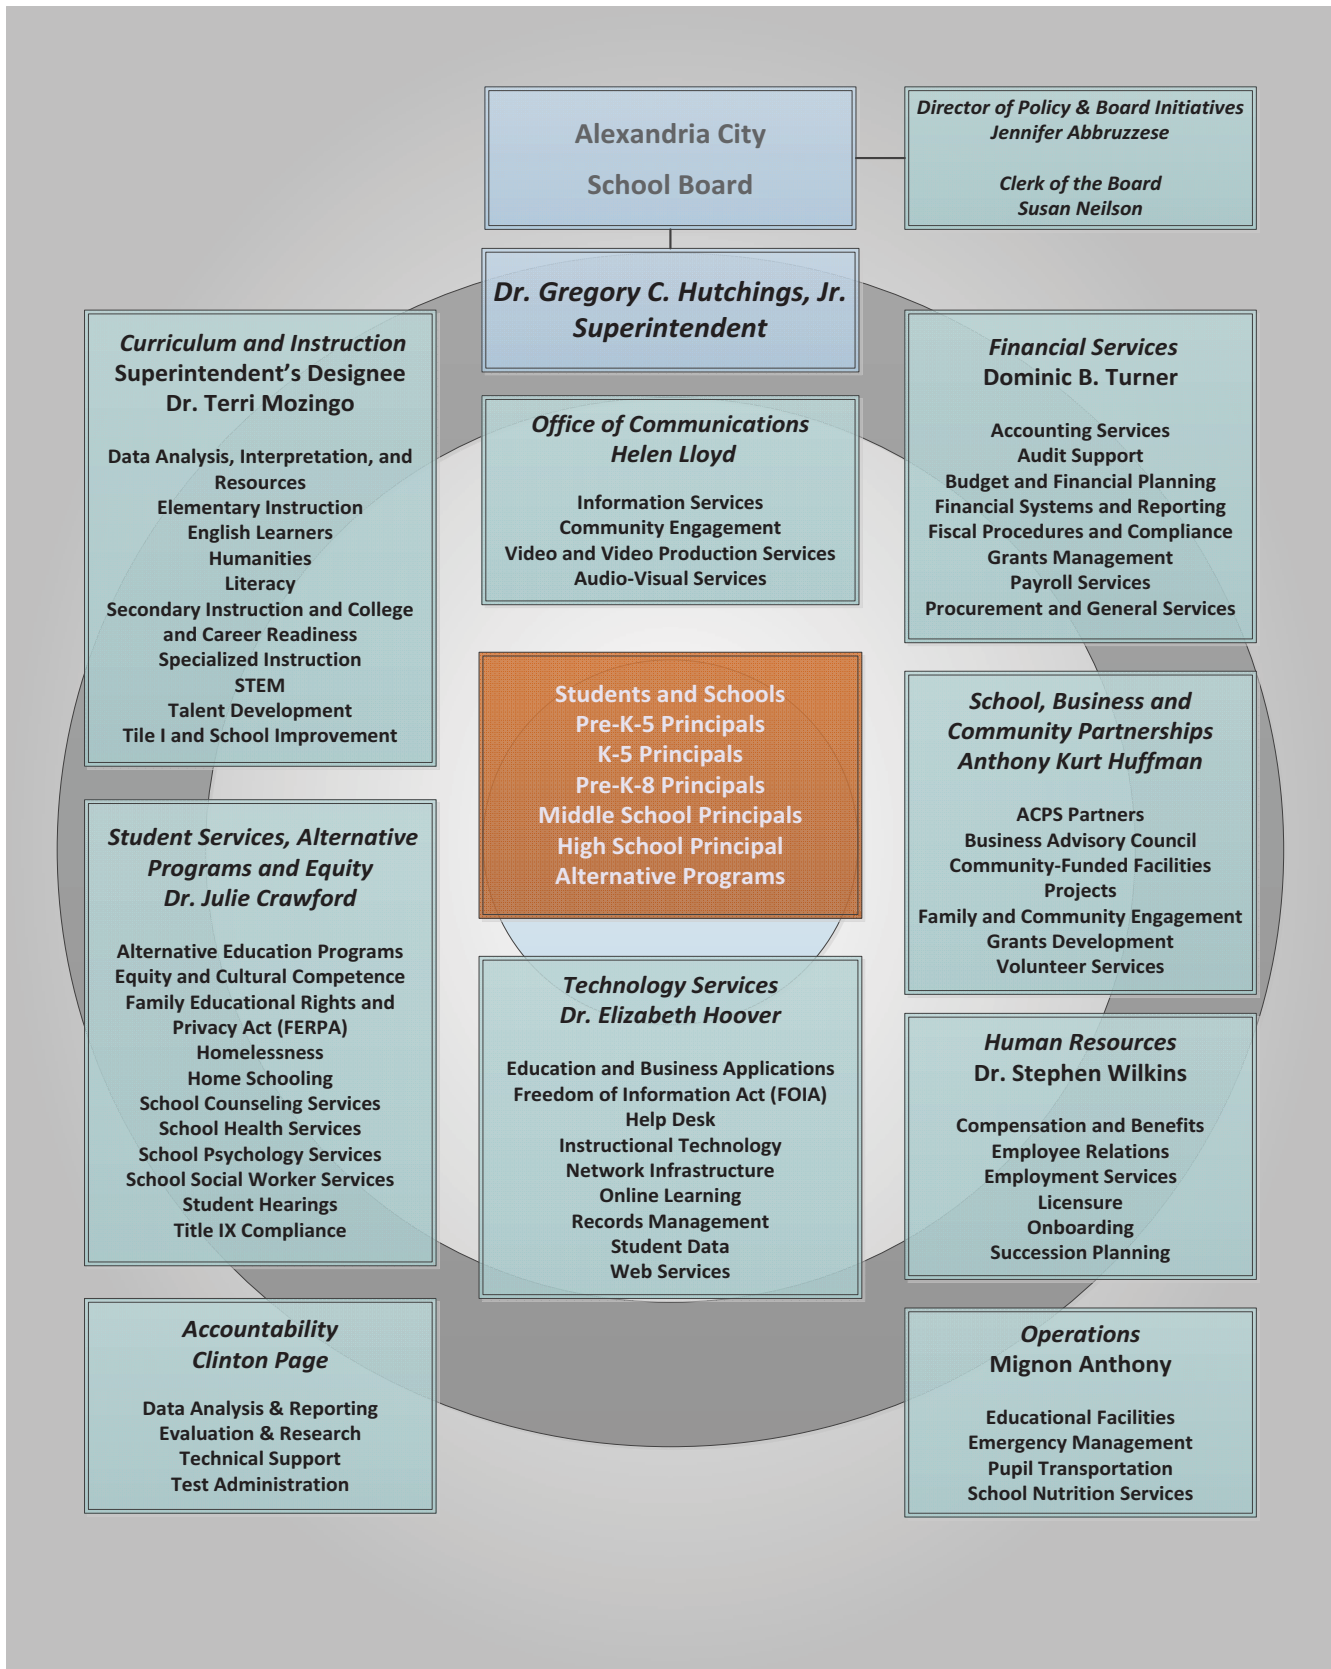 Alexandria City
School Board
Director of Policy & Board Initiatives
Jennifer Abbruzzese
Clerk of the Board
Susan Neilson
Dr. Gregory C. Hutchings, Jr.
Superintendent
Curriculum and Instruction
Superintendent's Designee
Dr. Terri Mozingo
Data Analysis, Interpretation, and
Resources
Elementary Instruction
English Learners
Humanities
Literacy
Secondary Instruction and College
and Career Readiness
Specialized Instruction
STEM
Talent Development
Tile I and School Improvement
Office of Communications
Helen Lloyd
Information Services
Community Engagement
Video and Video Production Services
Audio-Visual Services
Financial Services
Dominic B. Turner
Accounting Services
Audit Support
Budget and Financial Planning
Financial Systems and Reporting
Fiscal Procedures and Compliance
Grants Management
Payroll Services
Procurement and General Services
Students and Schools
Pre-K-5 Principals
K-5 Principals
Pre-K-8 Principals
Middle School Principals
High School Principal
Alternative Programs
School, Business and
Community Partnerships
Anthony Kurt Huffman
ACPS Partners
Business Advisory Council
Community-Funded Facilities
Projects
Family and Community Engagement
Grants Development
Volunteer Services
Student Services, Alternative
Programs and Equity
Dr. Julie Crawford
Alternative Education Programs
Equity and Cultural Competence
Family Educational Rights and
Privacy Act (FERPA)
Homelessness
Home Schooling
School Counseling Services
School Health Services
School Psychology Services
School Social Worker Services
Student Hearings
Title IX Compliance
Technology Services
Dr. Elizabeth Hoover
Education and Business Applications
Freedom of Information Act (FOIA)
Help Desk
Instructional Technology
Network Infrastructure
Online Learning
Records Management
Student Data
Web Services
Human Resources
Dr. Stephen Wilkins
Compensation and Benefits
Employee Relations
Employment Services
Licensure
Onboarding
Succession Planning
Accountability
Clinton Page
Data Analysis & Reporting
Evaluation & Research
Technical Support
Test Administration
Operations
Mignon Anthony
Educational Facilities
Emergency Management
Pupil Transportation
School Nutrition Services